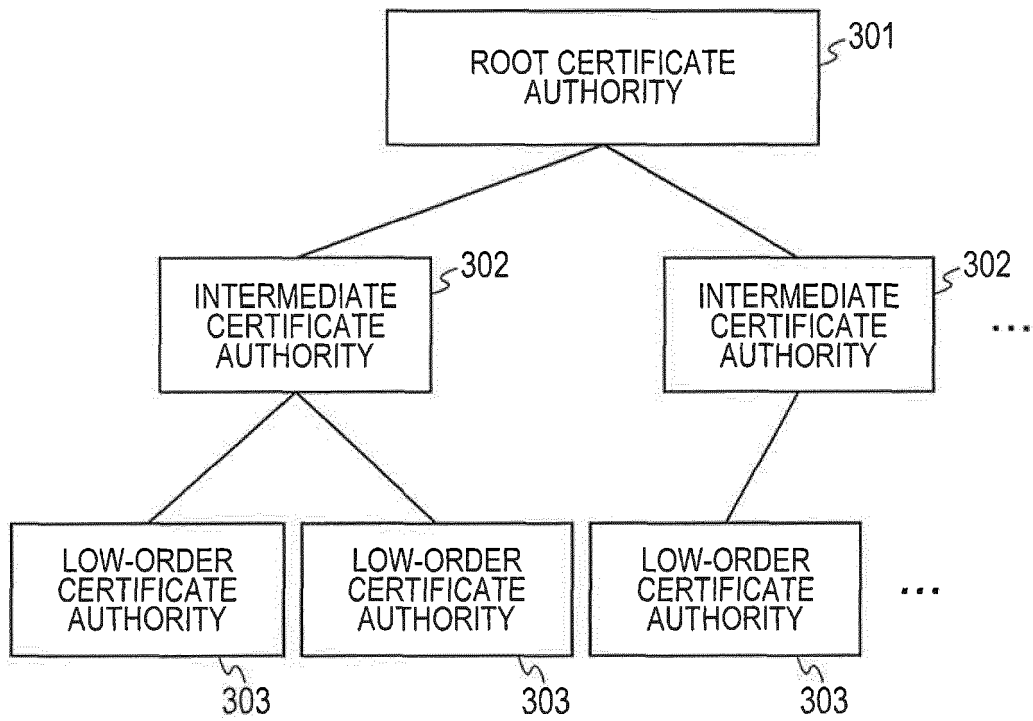 301
ROOT CERTIFICATE
AUTHORITY
302
302
INTERMEDIATE
CERTIFICATE
AUTHORITY
INTERMEDIATE
CERTIFICATE
AUTHORITY
...
LOW-ORDER
CERTIFICATE
AUTHORITY
LOW-ORDER
CERTIFICATE
AUTHORITY
LOW-ORDER
CERTIFICATE
AUTHORITY
...
303
303
303